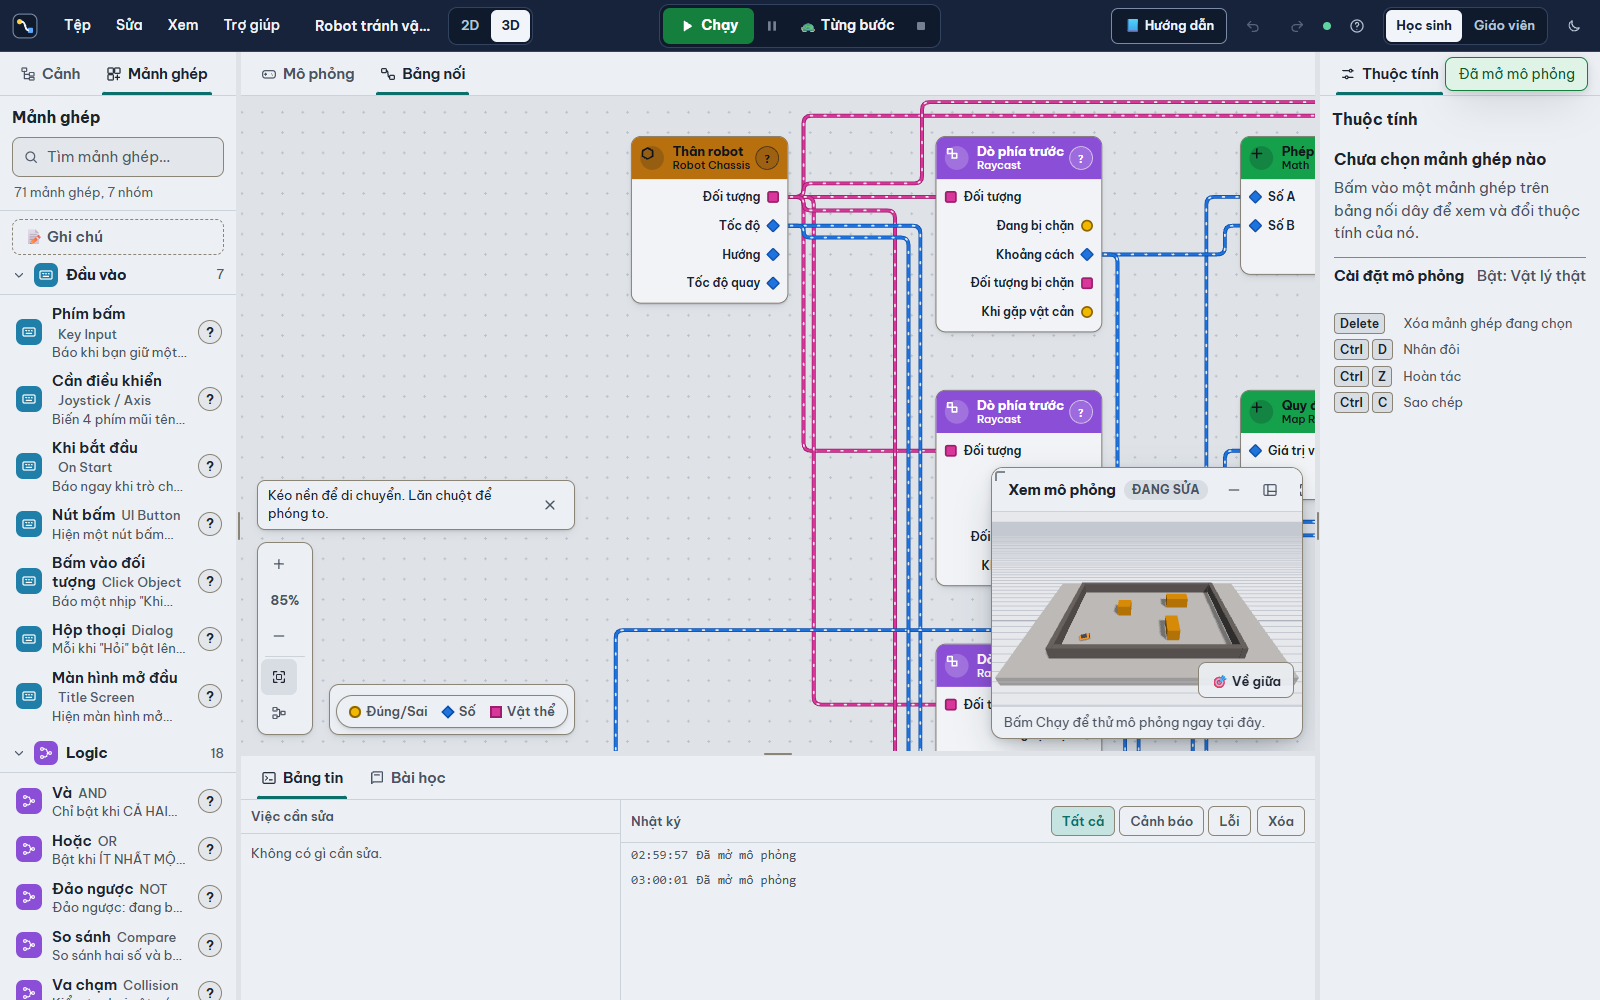 Tệp Sửa Xem Trợ giúp Robot tránh vậ... 2D 3D Chạy Từng bước Hướng dẫn Học sinh Giáo viên
Cảnh Mảnh ghép
Mảnh ghép
Tìm mảnh ghép...
71 mảnh ghép, 7 nhóm
Ghi chú
Đầu vào 7
Phím bấm
Key Input
Báo khi bạn giữ một...
?
Cần điều khiển
Joystick / Axis
Biến 4 phím mũi tên...
?
Khi bắt đầu
On Start
Báo ngay khi trò ch...
?
Nút bấm UI Button
Hiện một nút bấm...
?
Bấm vào đối
tượng Click Object
Báo một nhịp "Khi...
?
Hộp thoại Dialog
Mỗi khi "Hỏi" bật lên...
?
Màn hình mở đầu
Title Screen
Hiện màn hình mở...
?
Logic 18
Và AND
Chỉ bật khi CẢ HAI...
?
Hoặc OR
Bật khi ÍT NHẤT MỘ...
?
Đảo ngược NOT
Đảo ngược: đang b...
?
So sánh Compare
So sánh hai số và b...
?
Va chạm Collision
?
Mô phỏng Bảng nối
Thân robot
Robot Chassis
?
Đối tượng
Tốc độ
Hướng
Tốc độ quay
Dò phía trước
Raycast
?
Đối tượng
Đang bị chặn
Khoảng cách
Đối tượng bị chặn
Khi gặp vật cản
Phép
Math
Số A
Số B
Dò phía trước
Raycast
?
Đối tượng
Đối
K
Quy đ
Map R
Giá trị v
Dò
Raycast
Đối t
Kéo nền để di chuyển. Lăn chuột để
phóng to.
85%
Đúng/Sai Số Vật thể
Xem mô phỏng ĐANG SỬA
Về giữa
Bấm Chạy để thử mô phỏng ngay tại đây.
Bảng tin Bài học
Việc cần sửa
Không có gì cần sửa.
Nhật ký Tất cả Cảnh báo Lỗi Xóa
02:59:57 Đã mở mô phỏng
03:00:01 Đã mở mô phỏng
Thuộc tính Đã mở mô phỏng
Thuộc tính
Chưa chọn mảnh ghép nào
Bấm vào một mảnh ghép trên
bảng nối dây để xem và đổi thuộc
tính của nó.
Cài đặt mô phỏng Bật: Vật lý thật
Delete Xóa mảnh ghép đang chọn
Ctrl D Nhân đôi
Ctrl Z Hoàn tác
Ctrl C Sao chép